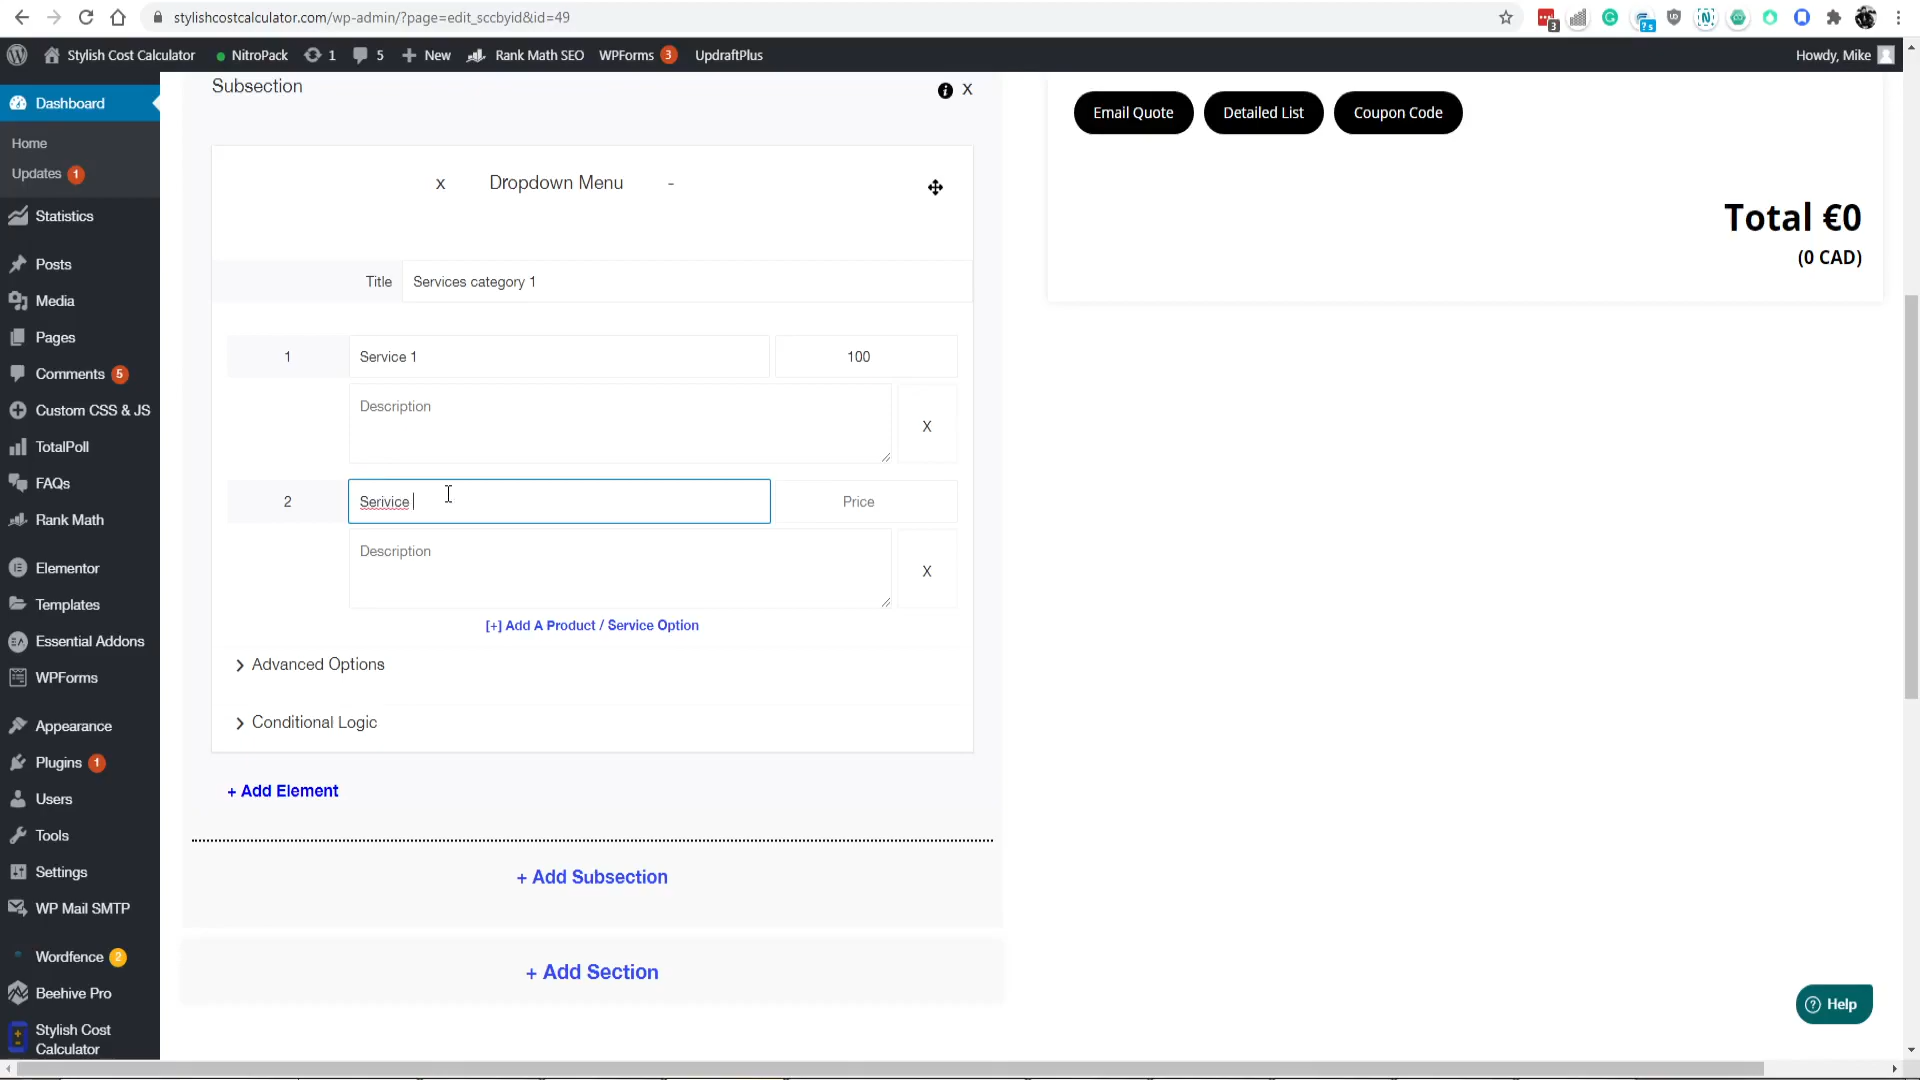 stylishcostcalculator.com/wp-admin/?page=edit_sccbyid&id=49
3
?s
Stylish Cost Calculator
NitroPack
1
5
New
Rank Math SEO
WPForms 3
UpdraftPlus
Howdy, Mike
Dashboard
Home
Updates 1
Statistics
Posts
Media
Pages
Comments 5
Custom CSS & JS
TotalPoll
FAQs
Rank Math
Elementor
Templates
Essential Addons
WPForms
Appearance
Plugins 1
Users
Tools
Settings
WP Mail SMTP
Wordfence 2
Beehive Pro
Stylish Cost
Calculator
Subsection
X
x Dropdown Menu -
Title Services category 1
1 Service 1 100
Description
X
2 Serivice Price
Description
X
[+] Add A Product / Service Option
Advanced Options
Conditional Logic
+ Add Element
+ Add Subsection
+ Add Section
Email Quote
Detailed List
Coupon Code
Total €0
(0 CAD)
Help